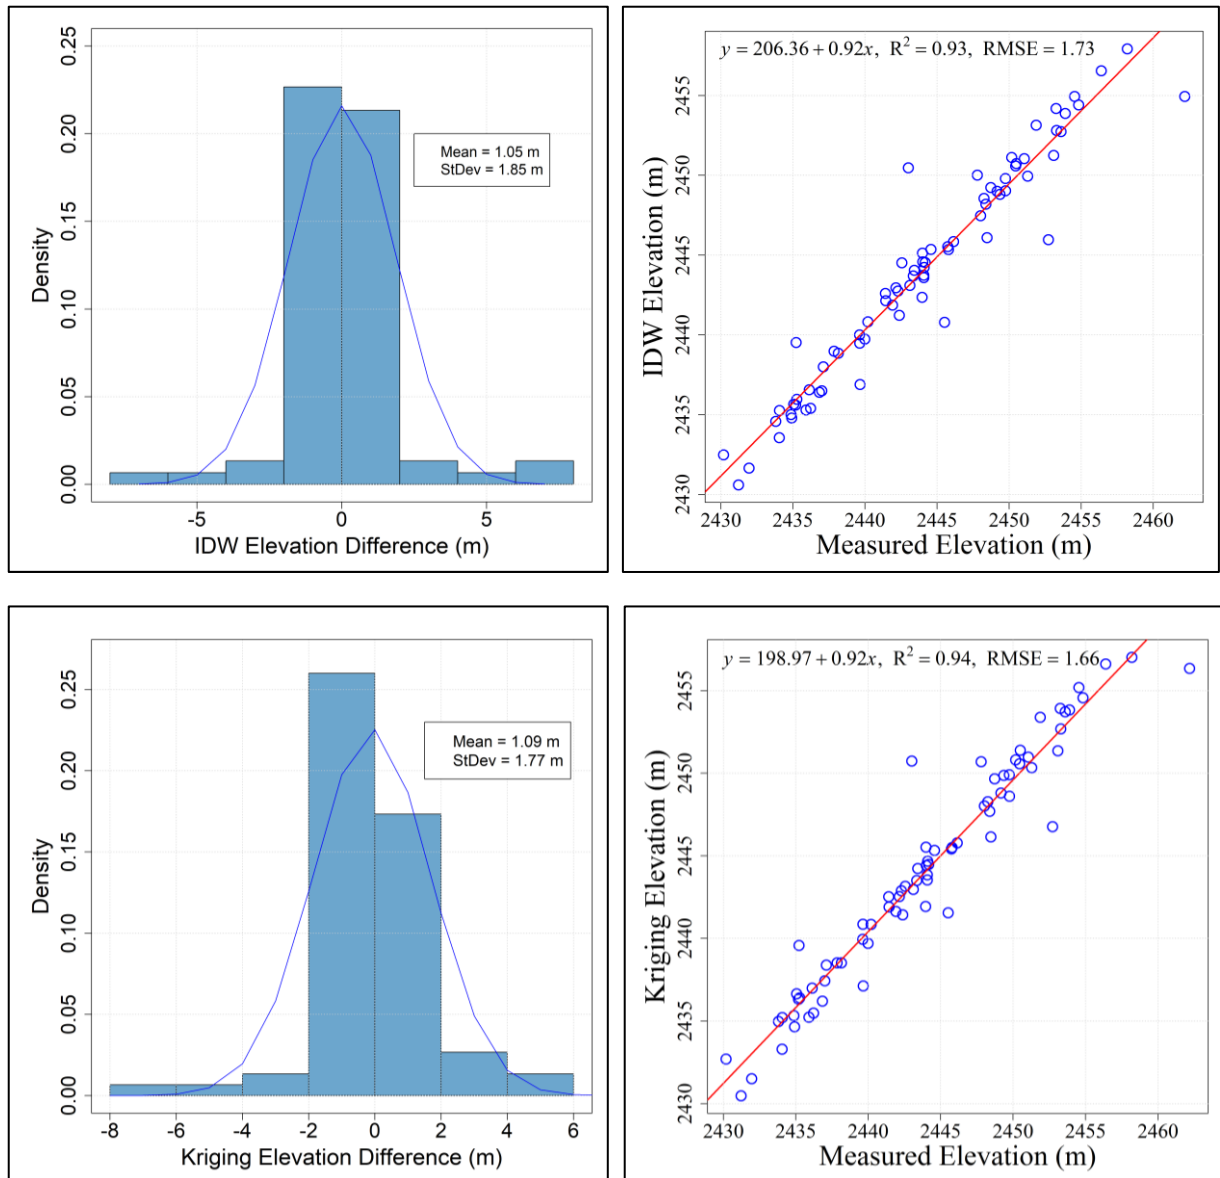 0.25
0.20
0.15
0.10
0.05
0.00
Density
Mean = 1.05 m
StDev = 1.85 m
-5 0 5
IDW Elevation Difference (m)
y = 206.36 + 0.92x, R² = 0.93, RMSE = 1.73
2455
2450
2445
2440
2435
2430
IDW Elevation (m)
2430 2435 2440 2445 2450 2455 2460
Measured Elevation (m)
0.25
0.20
0.15
0.10
0.05
0.00
Density
Mean = 1.09 m
StDev = 1.77 m
-8 -6 -4 -2 0 2 4 6
Kriging Elevation Difference (m)
y = 198.97 + 0.92x, R² = 0.94, RMSE = 1.66
2455
2450
2445
2440
2435
2430
Kriging Elevation (m)
2430 2435 2440 2445 2450 2455 2460
Measured Elevation (m)